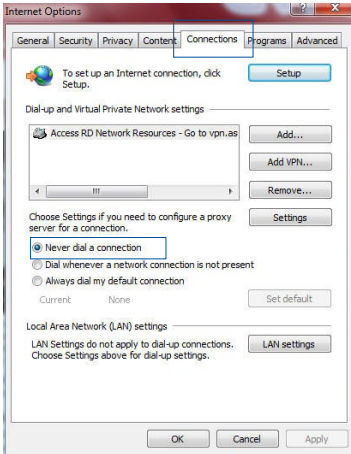 Internet Options
General Security Privacy Content Connections Programs Advanced
To set up an Internet connection, click
Setup.
Setup
Dial-up and Virtual Private Network settings
Access RD Network Resources - Go to vpn.as
Add...
Add VPN...
Remove...
Choose Settings if you need to configure a proxy
server for a connection.
Settings
Never dial a connection
Dial whenever a network connection is not present
Always dial my default connection
Current None
Set default
Local Area Network (LAN) settings
LAN Settings do not apply to dial-up connections.
Choose Settings above for dial-up settings.
LAN settings
OK Cancel Apply